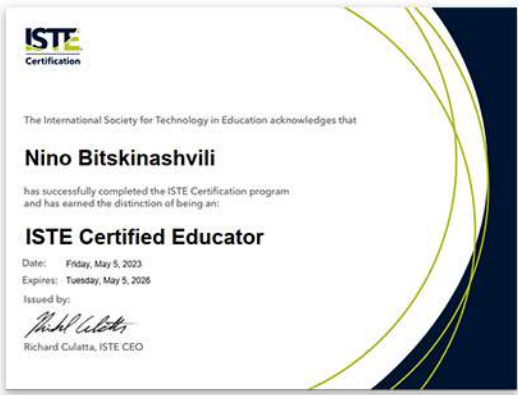 ISTE
Certification
The International Society for Technology in Education acknowledges that
Nino Bitskinashvili
has successfully completed the ISTE Certification program
and has earned the distinction of being an:
ISTE Certified Educator
Date: Friday, May 5, 2023
Expires: Tuesday, May 5, 2026
Issued by:
Richard Culatta, ISTE CEO